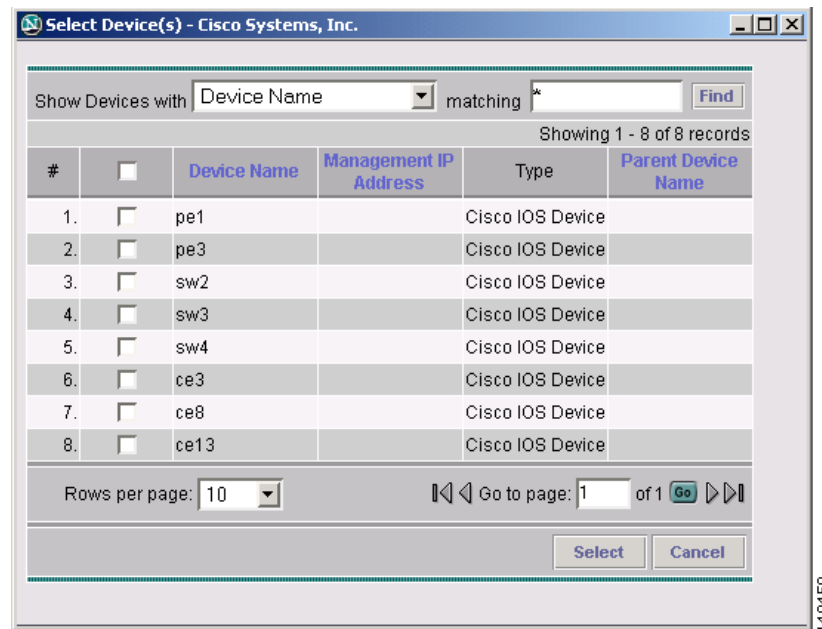 Select Device(s) - Cisco Systems, Inc.
Show Devices with Device Name matching * Find
Showing 1 - 8 of 8 records
# Device Name Management IP Address Type Parent Device Name
1. pe1 Cisco IOS Device
2. pe3 Cisco IOS Device
3. sw2 Cisco IOS Device
4. sw3 Cisco IOS Device
5. sw4 Cisco IOS Device
6. ce3 Cisco IOS Device
7. ce8 Cisco IOS Device
8. ce13 Cisco IOS Device
Rows per page: 10 Go to page: 1 of 1 Go
Select Cancel